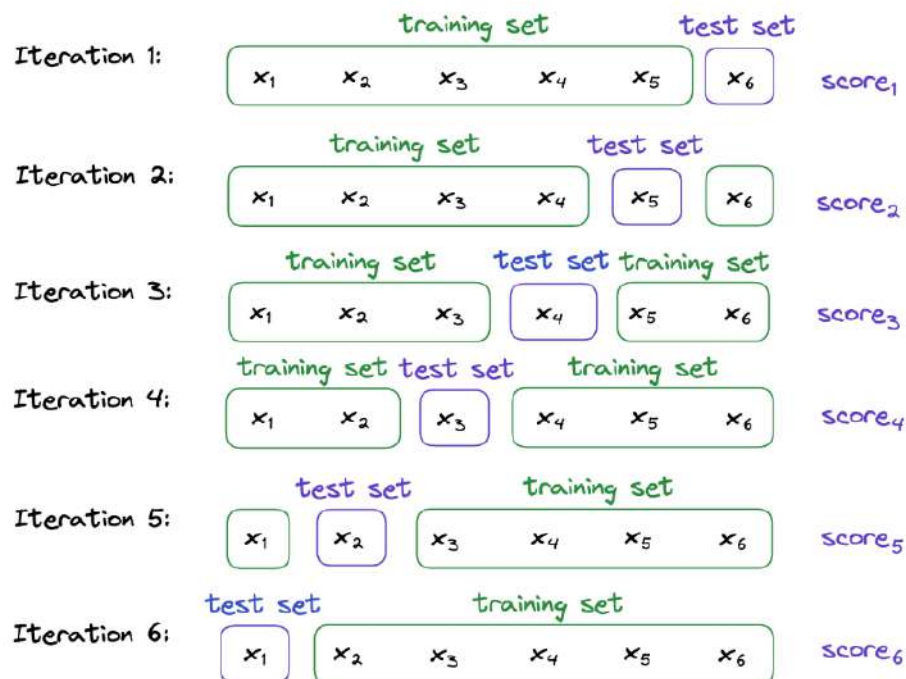 training set test set
Iteration 1:
x₁ x₂ x₃ x₄ x₅ x₆ score₁
training set test set
Iteration 2:
x₁ x₂ x₃ x₄ x₅ x₆ score₂
training set test set training set
Iteration 3:
x₁ x₂ x₃ x₄ x₅ x₆ score₃
training set test set training set
Iteration 4:
x₁ x₂ x₃ x₄ x₅ x₆ score₄
test set training set
Iteration 5:
x₁ x₂ x₃ x₄ x₅ x₆ score₅
test set training set
Iteration 6:
x₁ x₂ x₃ x₄ x₅ x₆ score₆